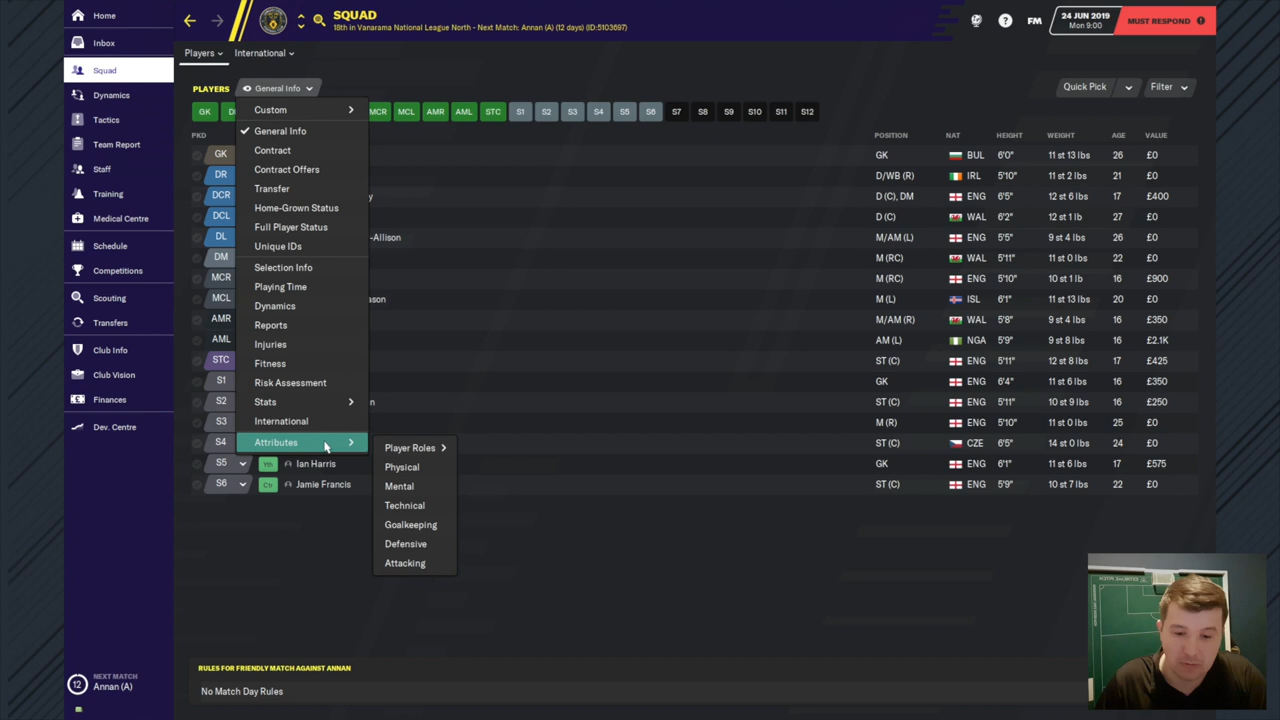 Home
Inbox
Squad
Dynamics
Tactics
Team Report
Staff
Training
Medical Centre
Schedule
Competitions
Scouting
Transfers
Club Info
Club Vision
Finances
Dev. Centre
12
NEXT MATCH
Annan (A)
SQUAD
18th in Vanarama National League North - Next Match: Annan (A) (12 days) (ID:5103697)
FM
24 JUN 2019
Mon 9:00
MUST RESPOND
Players
International
PLAYERS
General Info
Quick Pick
Filter
GK MCR MCL AMR AML STC S1 S2 S3 S4 S5 S6 S7 S8 S9 S10 S11 S12
Custom
General Info
Contract
Contract Offers
Transfer
Home-Grown Status
Full Player Status
Unique IDs
Selection Info
Playing Time
Dynamics
Reports
Injuries
Fitness
Risk Assessment
Stats
International
Attributes
Player Roles
Physical
Mental
Technical
Goalkeeping
Defensive
Attacking
PKD POSITION NAT HEIGHT WEIGHT AGE VALUE
GK GK BUL 6'0" 11 st 13 lbs 26 £0
DR D/WB (R) IRL 5'10" 11 st 2 lbs 21 £0
DCR y D (C), DM ENG 6'5" 12 st 6 lbs 17 £400
DCL D (C) WAL 6'2" 12 st 1 lb 27 £0
DL -Allison M/AM (L) ENG 5'5" 9 st 4 lbs 16 £0
DM M (RC) WAL 5'11" 11 st 0 lbs 22 £0
MCR M (RC) ENG 5'10" 10 st 1 lb 16 £900
MCL ason M (L) ISL 6'1" 11 st 13 lbs 20 £0
AMR M/AM (R) WAL 5'8" 9 st 4 lbs 16 £350
AML AM (L) NGA 5'9" 9 st 8 lbs 16 £2.1K
STC ST (C) ENG 5'11" 12 st 8 lbs 17 £425
S1 GK ENG 6'4" 11 st 6 lbs 16 £350
S2 n ST (C) ENG 5'11" 10 st 9 lbs 16 £250
S3 M (R) ENG 5'10" 11 st 0 lbs 25 £0
S4 ST (C) CZE 6'5" 14 st 0 lbs 24 £0
S5 Yth Ian Harris GK ENG 6'1" 11 st 6 lbs 17 £575
S6 Ctr Jamie Francis ST (C) ENG 5'9" 10 st 7 lbs 22 £0
RULES FOR FRIENDLY MATCH AGAINST ANNAN
No Match Day Rules